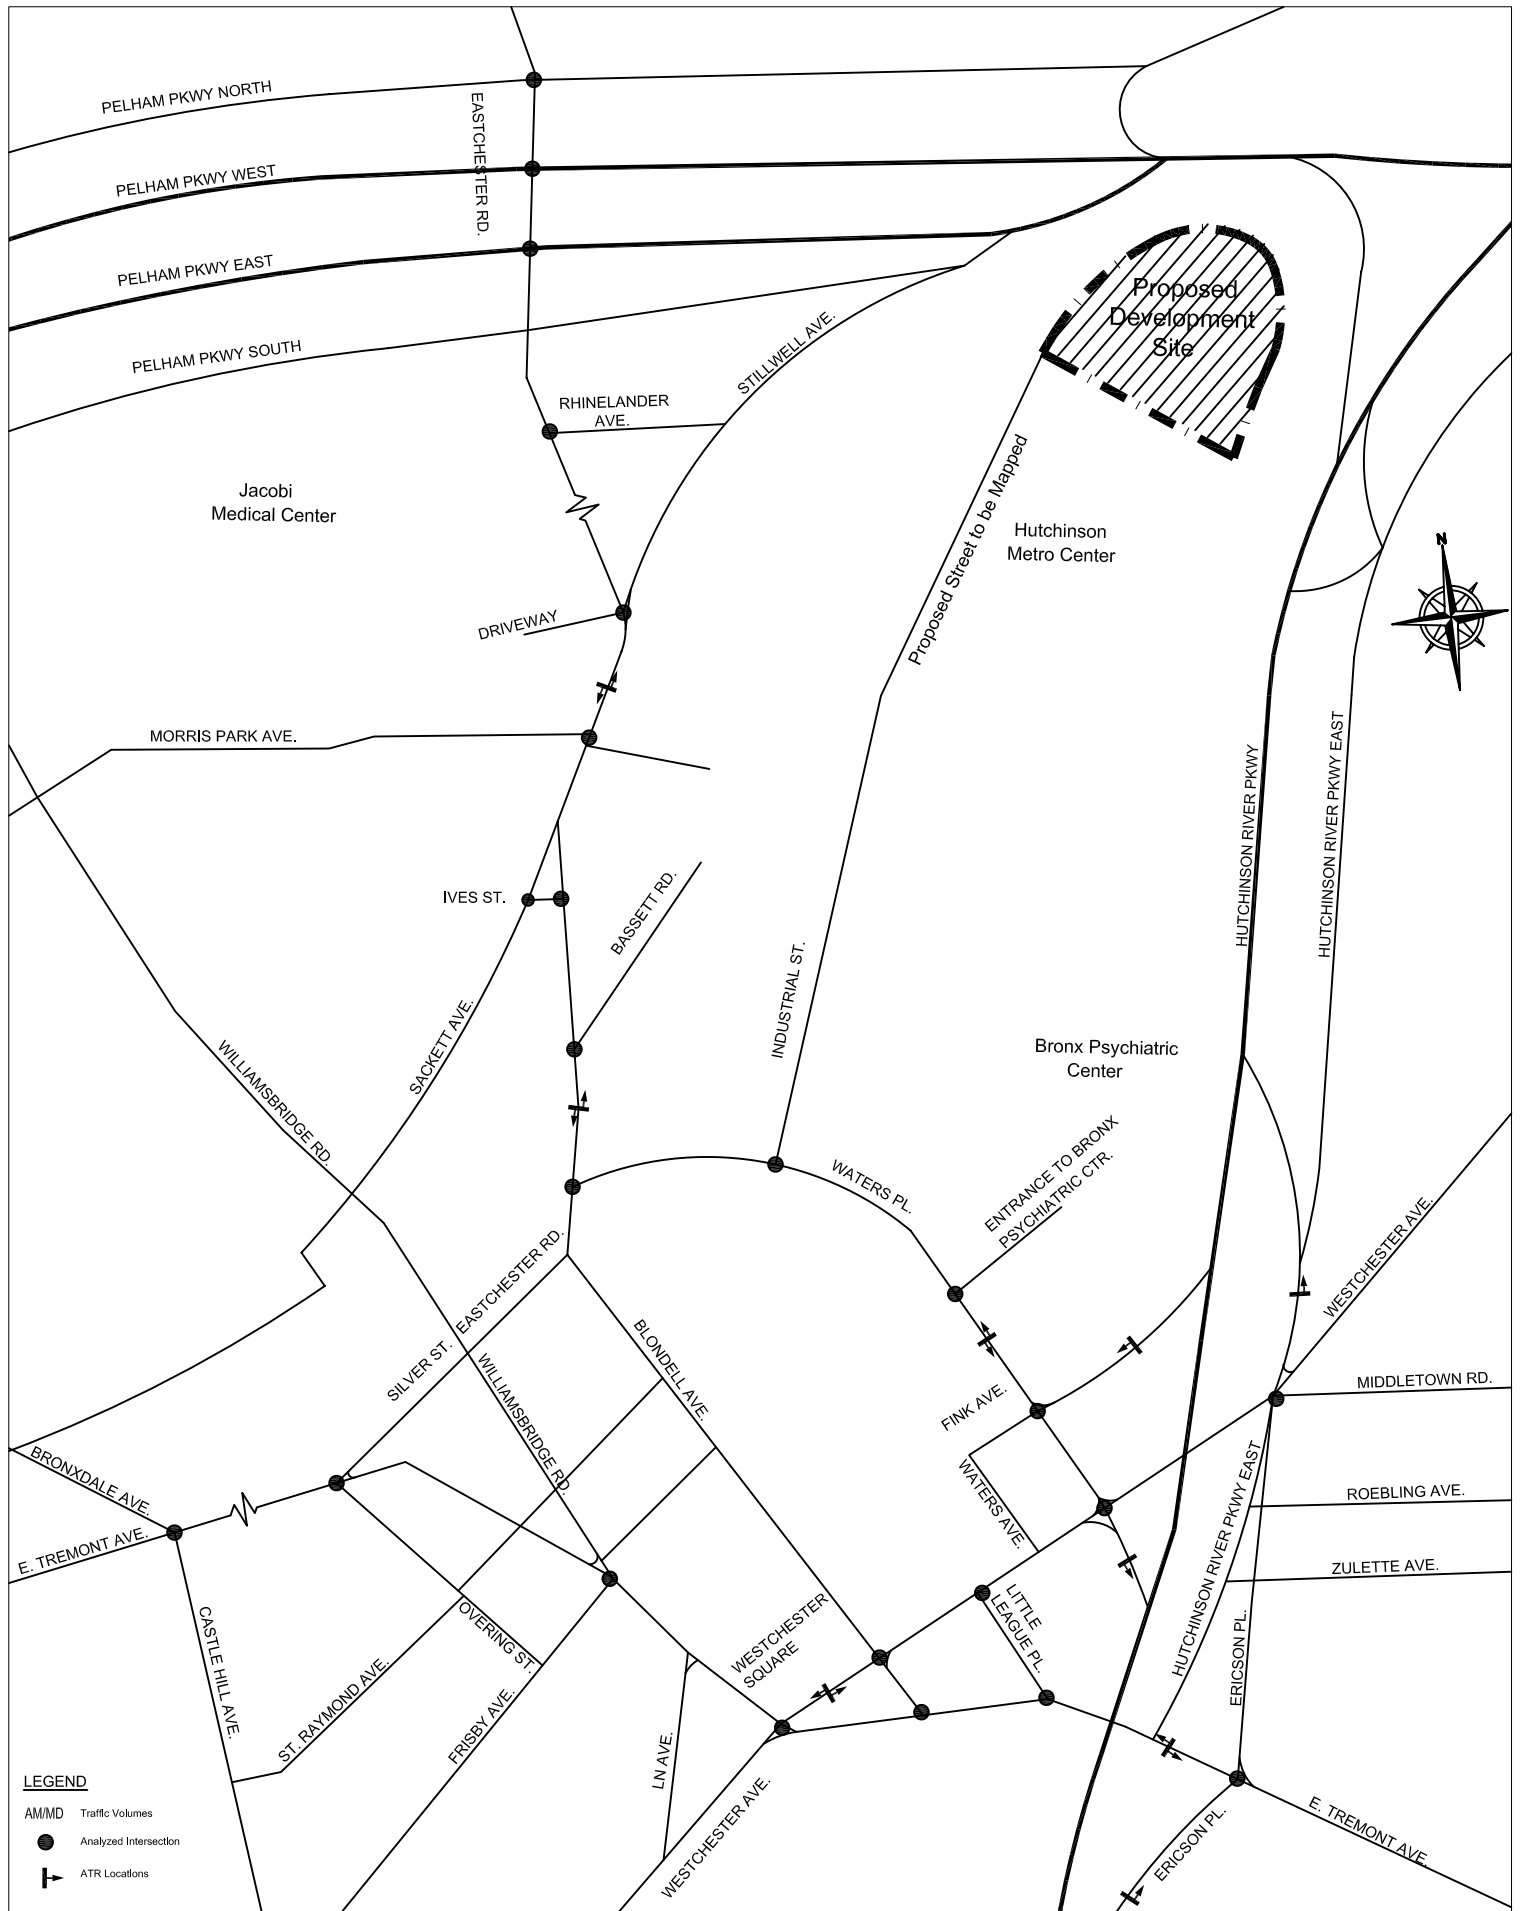 PELHAM PKWY NORTH
EASTCHESTER RD.
PELHAM PKWY WEST
PELHAM PKWY EAST
PELHAM PKWY SOUTH
Proposed
Development
Site
STILLWELL AVE.
RHINELANDER
AVE.
Jacobi
Medical Center
Proposed Street to be Mapped
Hutchinson
Metro Center
N
DRIVEWAY
MORRIS PARK AVE.
HUTCHINSON RIVER PKWY
HUTCHINSON RIVER PKWY EAST
IVES ST.
BASSETT RD.
INDUSTRIAL ST.
SACKETT AVE.
WILLIAMSBRIDGE RD.
Bronx Psychiatric
Center
WATERS PL.
ENTRANCE TO BRONX
PSYCHIATRIC CTR.
WESTCHESTER AVE.
EASTCHESTER RD.
SILVER ST.
WILLIAMSBRIDGE RD.
BLONDELL AVE.
FINK AVE.
MIDDLETOWN RD.
BRONXDALE AVE.
E. TREMONT AVE.
WATERS AVE.
HUTCHINSON RIVER PKWY EAST
ROEBLING AVE.
ZULETTE AVE.
CASTLE HILL AVE.
OVERING ST.
ST. RAYMOND AVE.
FRISBY AVE.
WESTCHESTER
SQUARE
LITTLE
LEAGUE PL.
ERICSON PL.
LN AVE.
WESTCHESTER AVE.
ERICSON PL.
E. TREMONT AVE.
LEGEND
AM/MD Traffic Volumes
Analyzed Intersection
ATR Locations